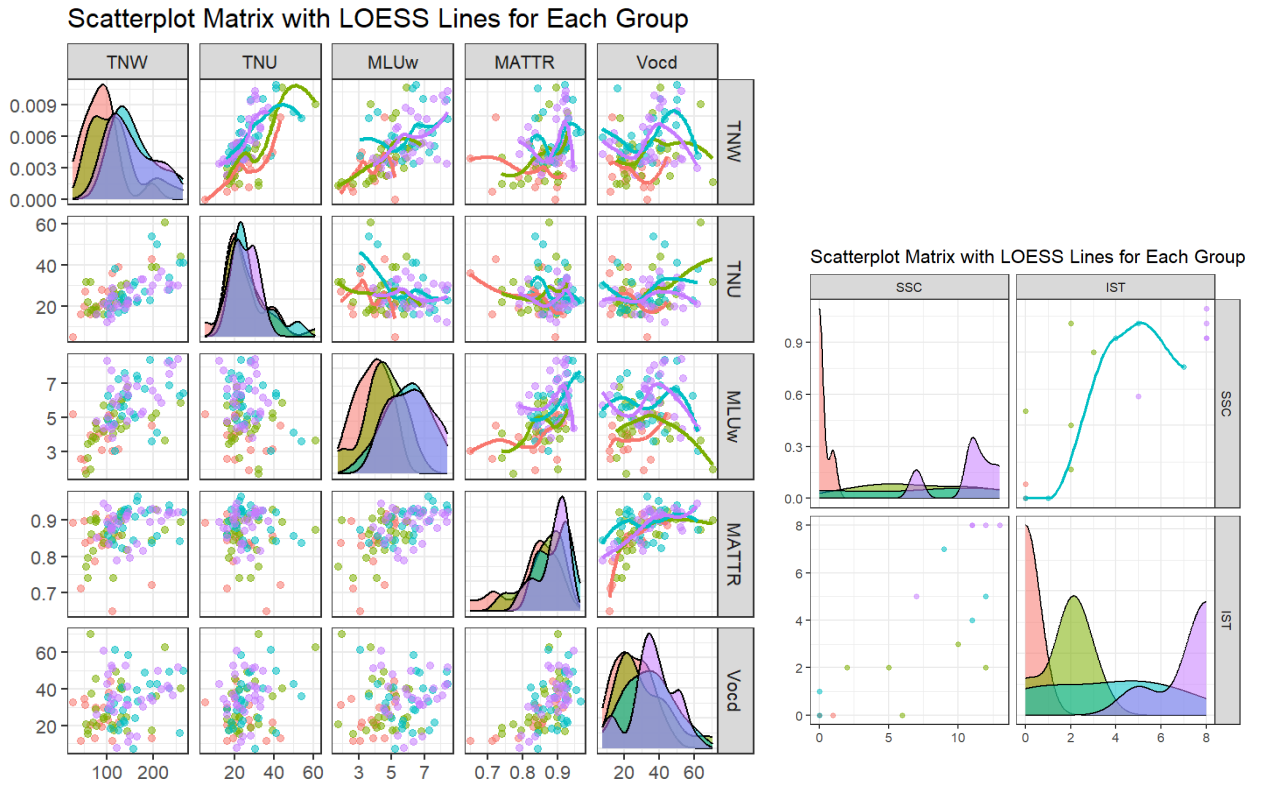 Scatterplot Matrix with LOESS Lines for Each Group
TNW TNU MLUw MATTR Vocd
0.009
0.006
0.003
0.000
TNW
60
40
20
TNU
7
5
3
MLUw
0.9
0.8
0.7
MATTR
60
40
20
Vocd
100 200 20 40 60 3 5 7 0.7 0.8 0.9 20 40 60
Scatterplot Matrix with LOESS Lines for Each Group
SSC IST
0.9
0.6
0.3
0.0
SSC
8
6
4
2
0
IST
0 5 10 0 2 4 6 8